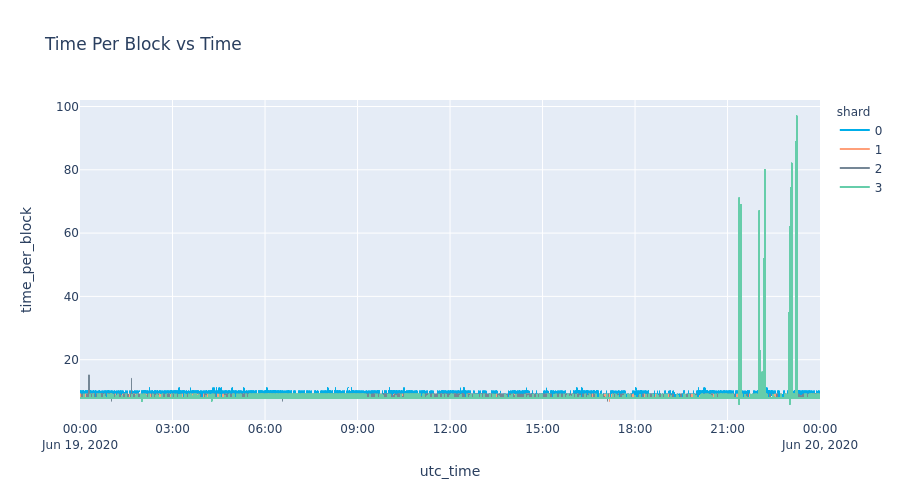 Time Per Block vs Time
shard
0
1
2
3
100
80
60
40
20
time_per_block
00:00 03:00 06:00 09:00 12:00 15:00 18:00 21:00 00:00
Jun 19, 2020 Jun 20, 2020
utc_time